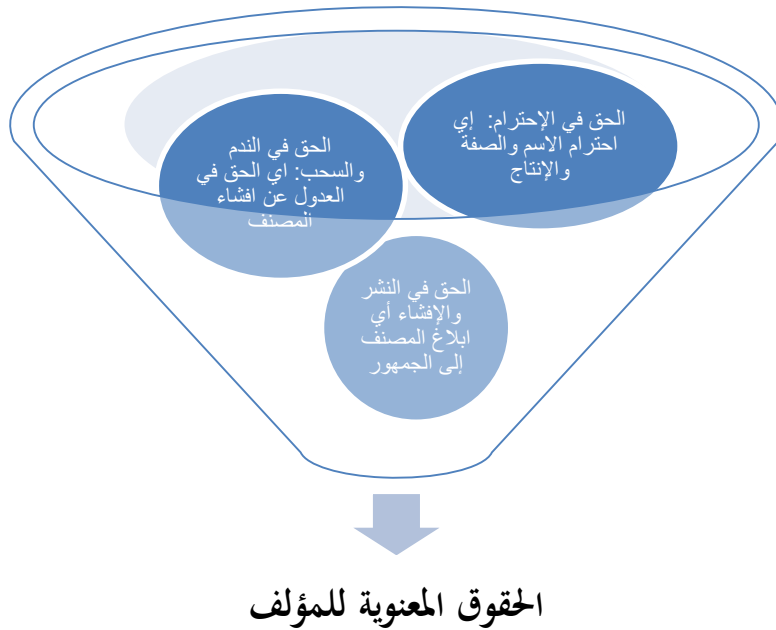 الحق في الإحترام: إي
احترام الاسم والصفة
والإنتاج
الحق في الندم
والسحب: اي الحق في
العدول عن افشاء
المصنف
الحق في النشر
والإفشاء أي
ابلاغ المصنف
إلى الجمهور
الحقوق المعنوية للمؤلف